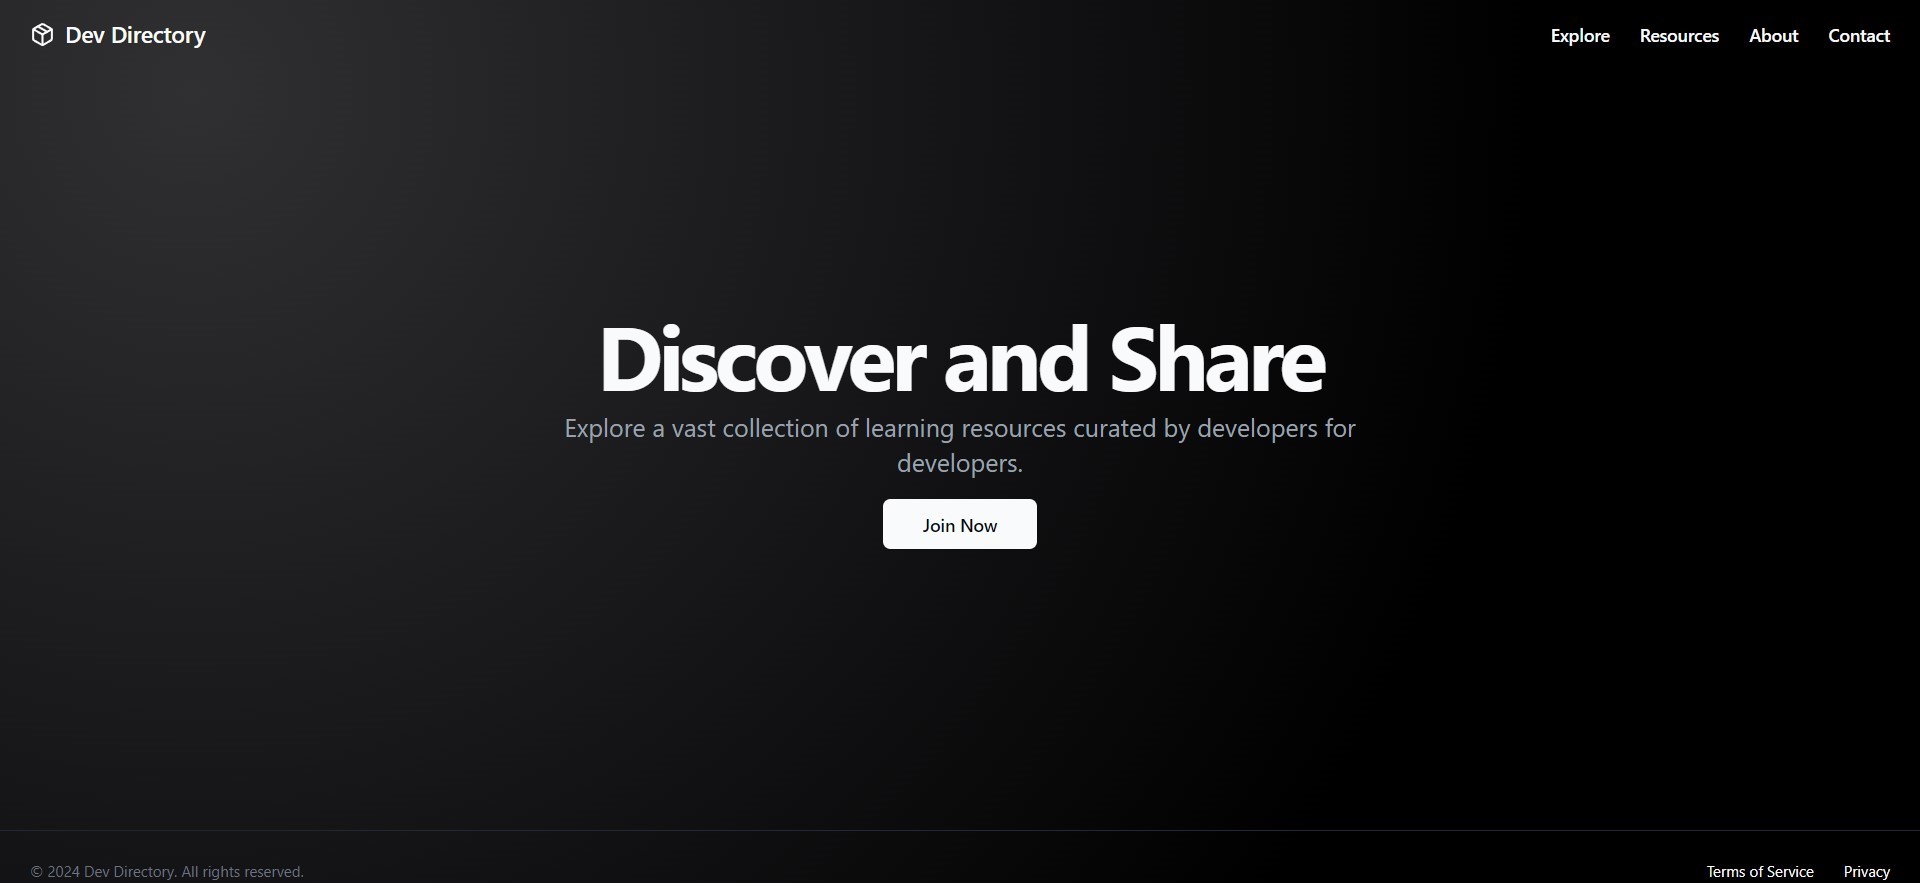 Dev Directory
Explore
Resources
About
Contact
Discover and Share
Explore a vast collection of learning resources curated by developers for
developers.
Join Now
© 2024 Dev Directory. All rights reserved.
Terms of Service
Privacy